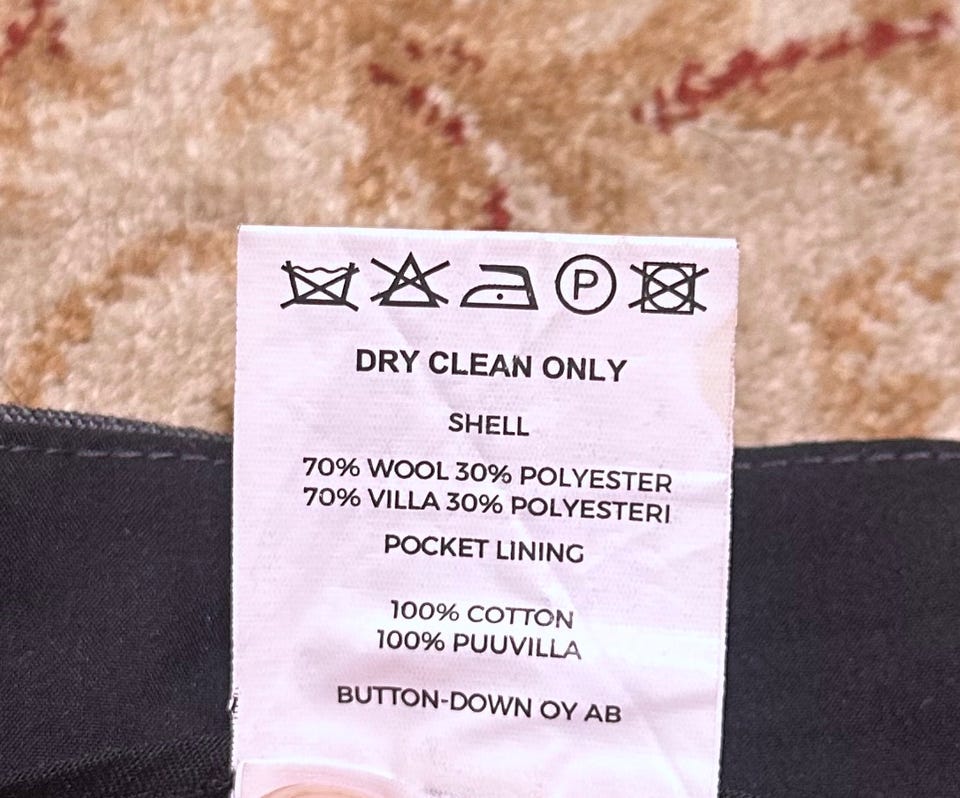 P
DRY CLEAN ONLY
SHELL
70% WOOL 30% POLYESTER
70% VILLA 30% POLYESTERI
POCKET LINING
100% COTTON
100% PUUVILLA
BUTTON-DOWN OY AB